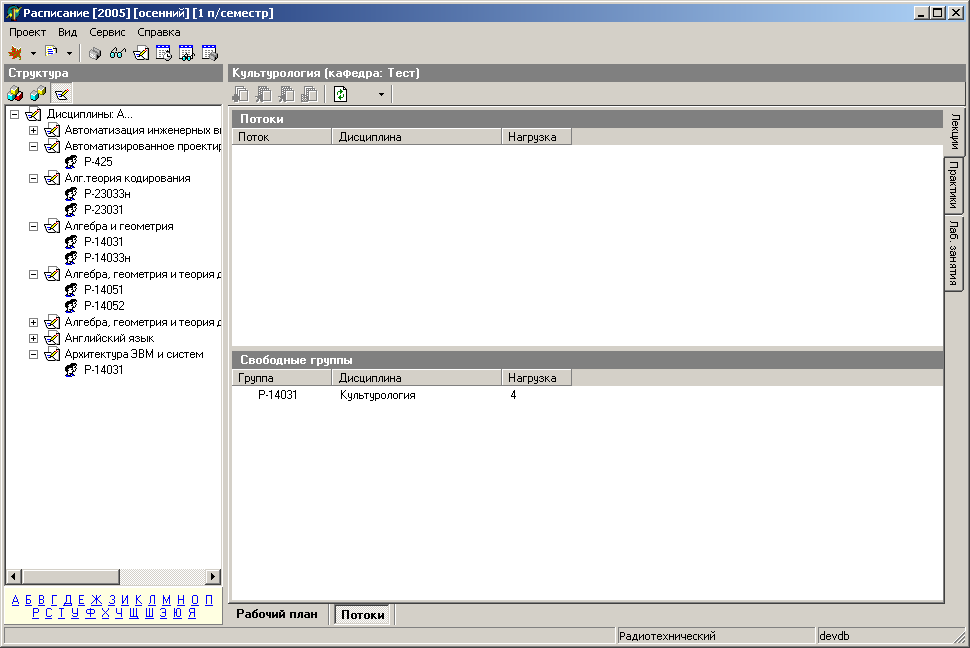 Расписание [2005] [осенний] [1 п/семестр]
Проект Вид Сервис Справка
Структура
Дисциплины: А...
Автоматизация инженерных вы
Автоматизированное проектир
Р-425
Алг.теория кодирования
Р-23033н
Р-23031
Алгебра и геометрия
Р-14031
Р-14033н
Алгебра, геометрия и теория д
Р-14051
Р-14052
Алгебра, геометрия и теория д
Английский язык
Архитектура ЭВМ и систем
Р-14031
А Б В Г Д Е Ж З И К Л М Н О П
Р С Т У Ф Х Ч Щ Ш Э Ю Я
Культурология (кафедра: Тест)
Потоки
Поток Дисциплина Нагрузка
Свободные группы
Группа Дисциплина Нагрузка
Р-14031 Культурология 4
Лекции
Практики
Лаб. занятия
Рабочий план Потоки
Радиотехнический devdb